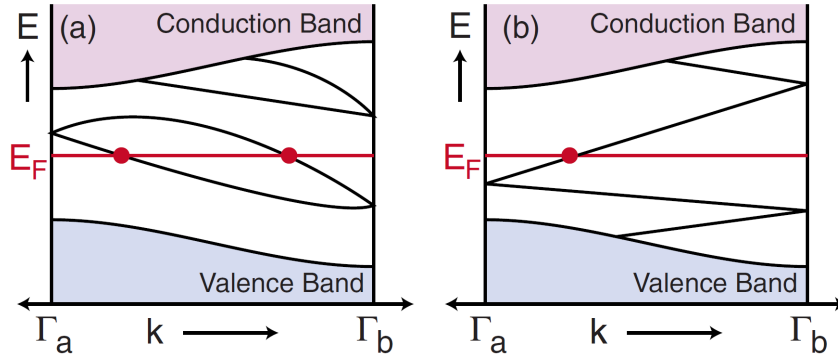 E (a) Conduction Band
E_F
Valence Band
Γ_a k Γ_b
E (b) Conduction Band
E_F
Valence Band
Γ_a k Γ_b